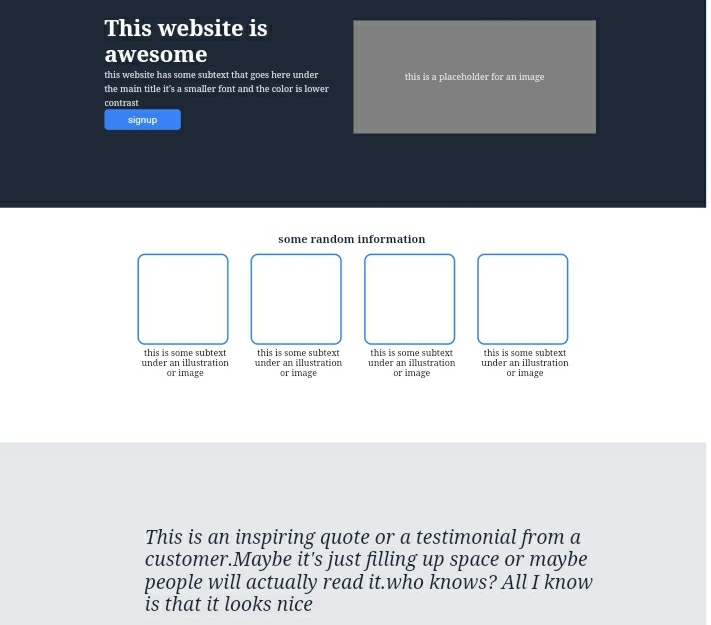 This website is
awesome
this website has some subtext that goes here under
the main title it's a smaller font and the color is lower
contrast
signup
this is a placeholder for an image
some random information
this is some subtext
under an illustration
or image
this is some subtext
under an illustration
or image
this is some subtext
under an illustration
or image
this is some subtext
under an illustration
or image
This is an inspiring quote or a testimonial from a
customer.Maybe it's just filling up space or maybe
people will actually read it.who knows? All I know
is that it looks nice